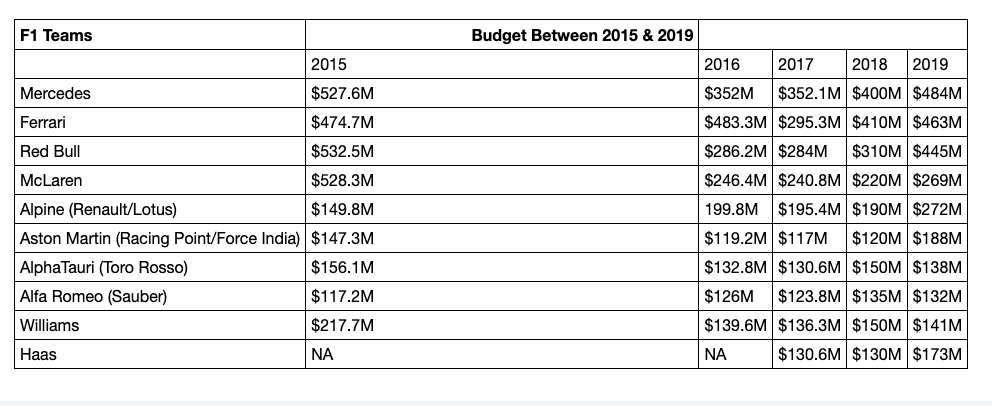 F1 Teams Budget Between 2015 & 2019
2015 2016 2017 2018 2019
Mercedes $527.6M $352M $352.1M $400M $484M
Ferrari $474.7M $483.3M $295.3M $410M $463M
Red Bull $532.5M $286.2M $284M $310M $445M
McLaren $528.3M $246.4M $240.8M $220M $269M
Alpine (Renault/Lotus) $149.8M 199.8M $195.4M $190M $272M
Aston Martin (Racing Point/Force India) $147.3M $119.2M $117M $120M $188M
AlphaTauri (Toro Rosso) $156.1M $132.8M $130.6M $150M $138M
Alfa Romeo (Sauber) $117.2M $126M $123.8M $135M $132M
Williams $217.7M $139.6M $136.3M $150M $141M
Haas NA NA $130.6M $130M $173M